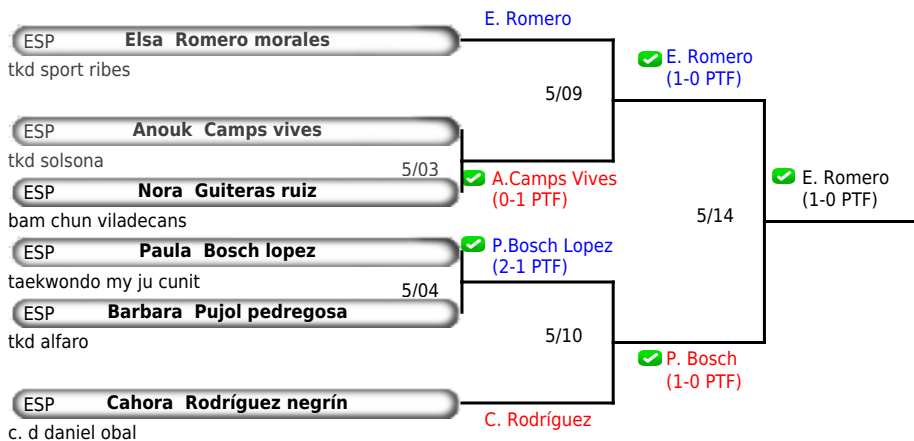 E. Romero
ESP Elsa Romero morales
tkd sport ribes
E. Romero
(1-0 PTF)
5/09
ESP Anouk Camps vives
tkd solsona
5/03
A.Camps Vives
(0-1 PTF)
ESP Nora Guiteras ruiz
bam chun viladecans
E. Romero
(1-0 PTF)
5/14
ESP Paula Bosch lopez
taekwondo my ju cunit
P.Bosch Lopez
(2-1 PTF)
5/04
ESP Barbara Pujol pedregosa
tkd alfaro
5/10
P. Bosch
(1-0 PTF)
ESP Cahora Rodríguez negrín
c. d daniel obal
C. Rodríguez